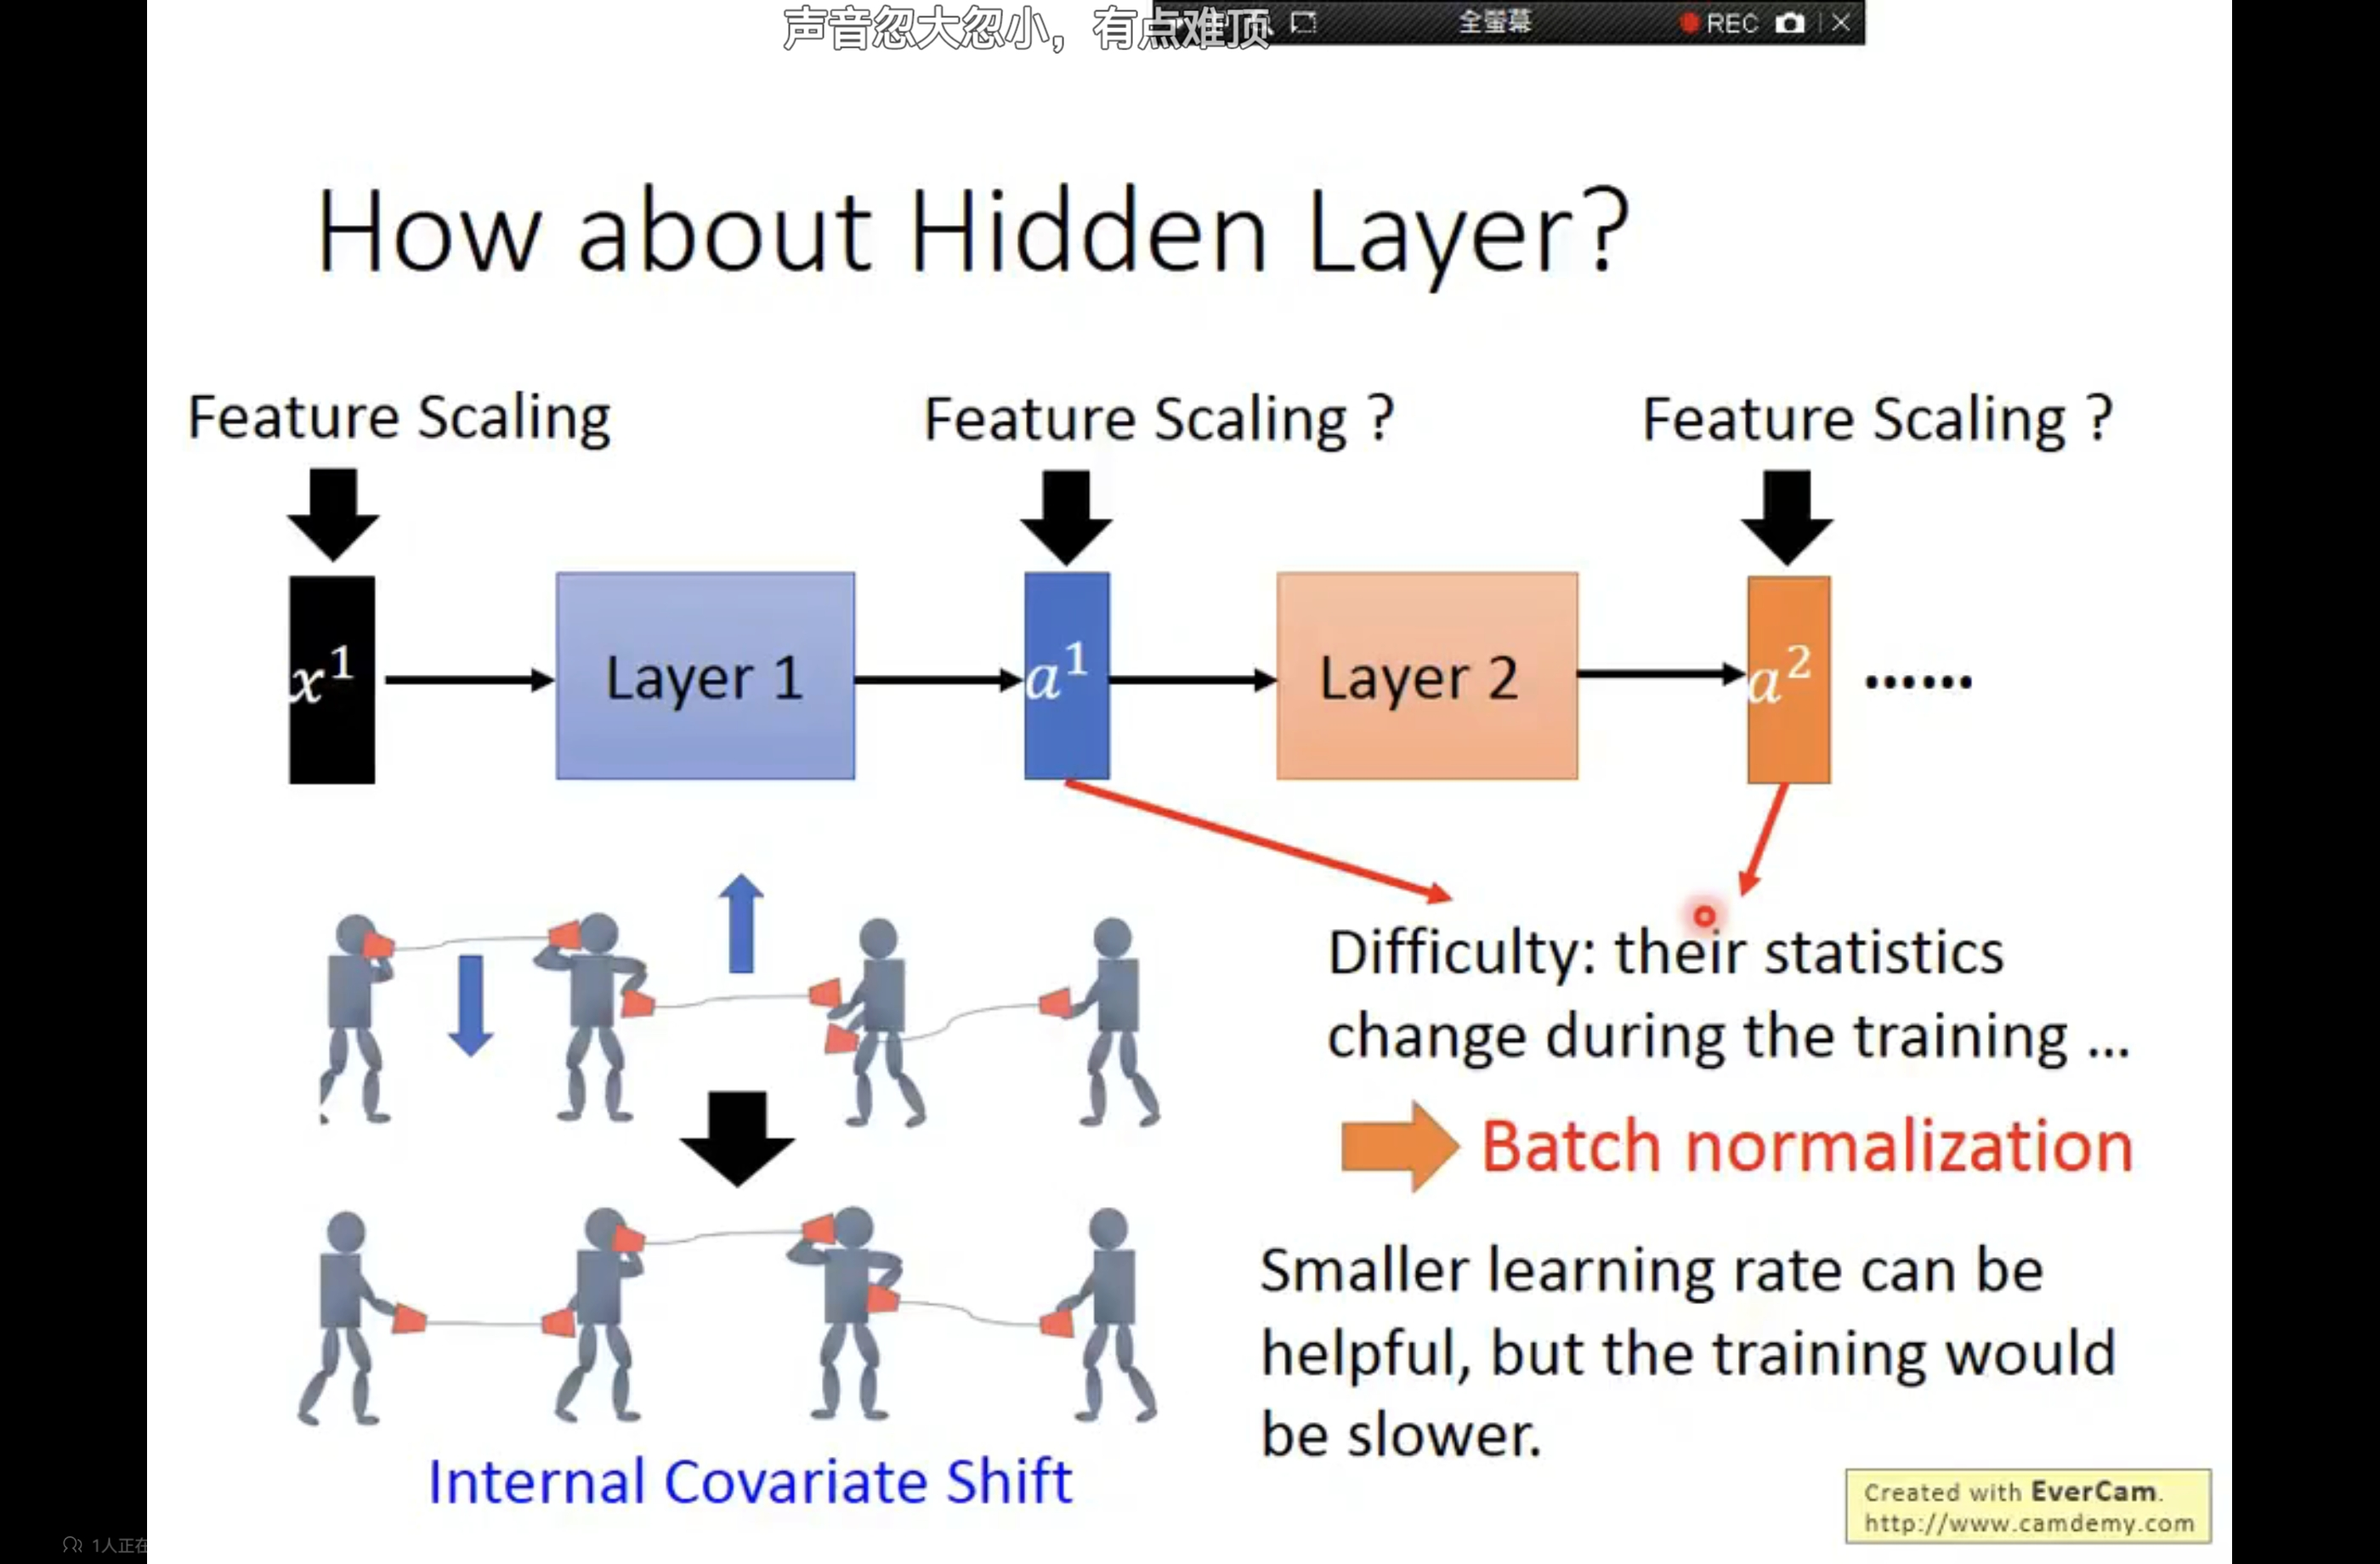 声音忽大忽小，有点难顶
全螢幕
REC
How about Hidden Layer?
Feature Scaling
Feature Scaling ?
Feature Scaling ?
x¹
Layer 1
a¹
Layer 2
a²
......
Difficulty: their statistics
change during the training ...
Batch normalization
Smaller learning rate can be
helpful, but the training would
be slower.
Internal Covariate Shift
Created with EverCam.
http://www.camdemy.com
1人正在